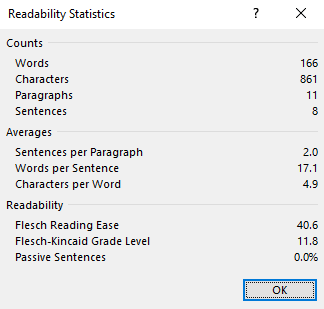 Readability Statistics ? ×
Counts
Words 166
Characters 861
Paragraphs 11
Sentences 8
Averages
Sentences per Paragraph 2.0
Words per Sentence 17.1
Characters per Word 4.9
Readability
Flesch Reading Ease 40.6
Flesch-Kincaid Grade Level 11.8
Passive Sentences 0.0%
OK